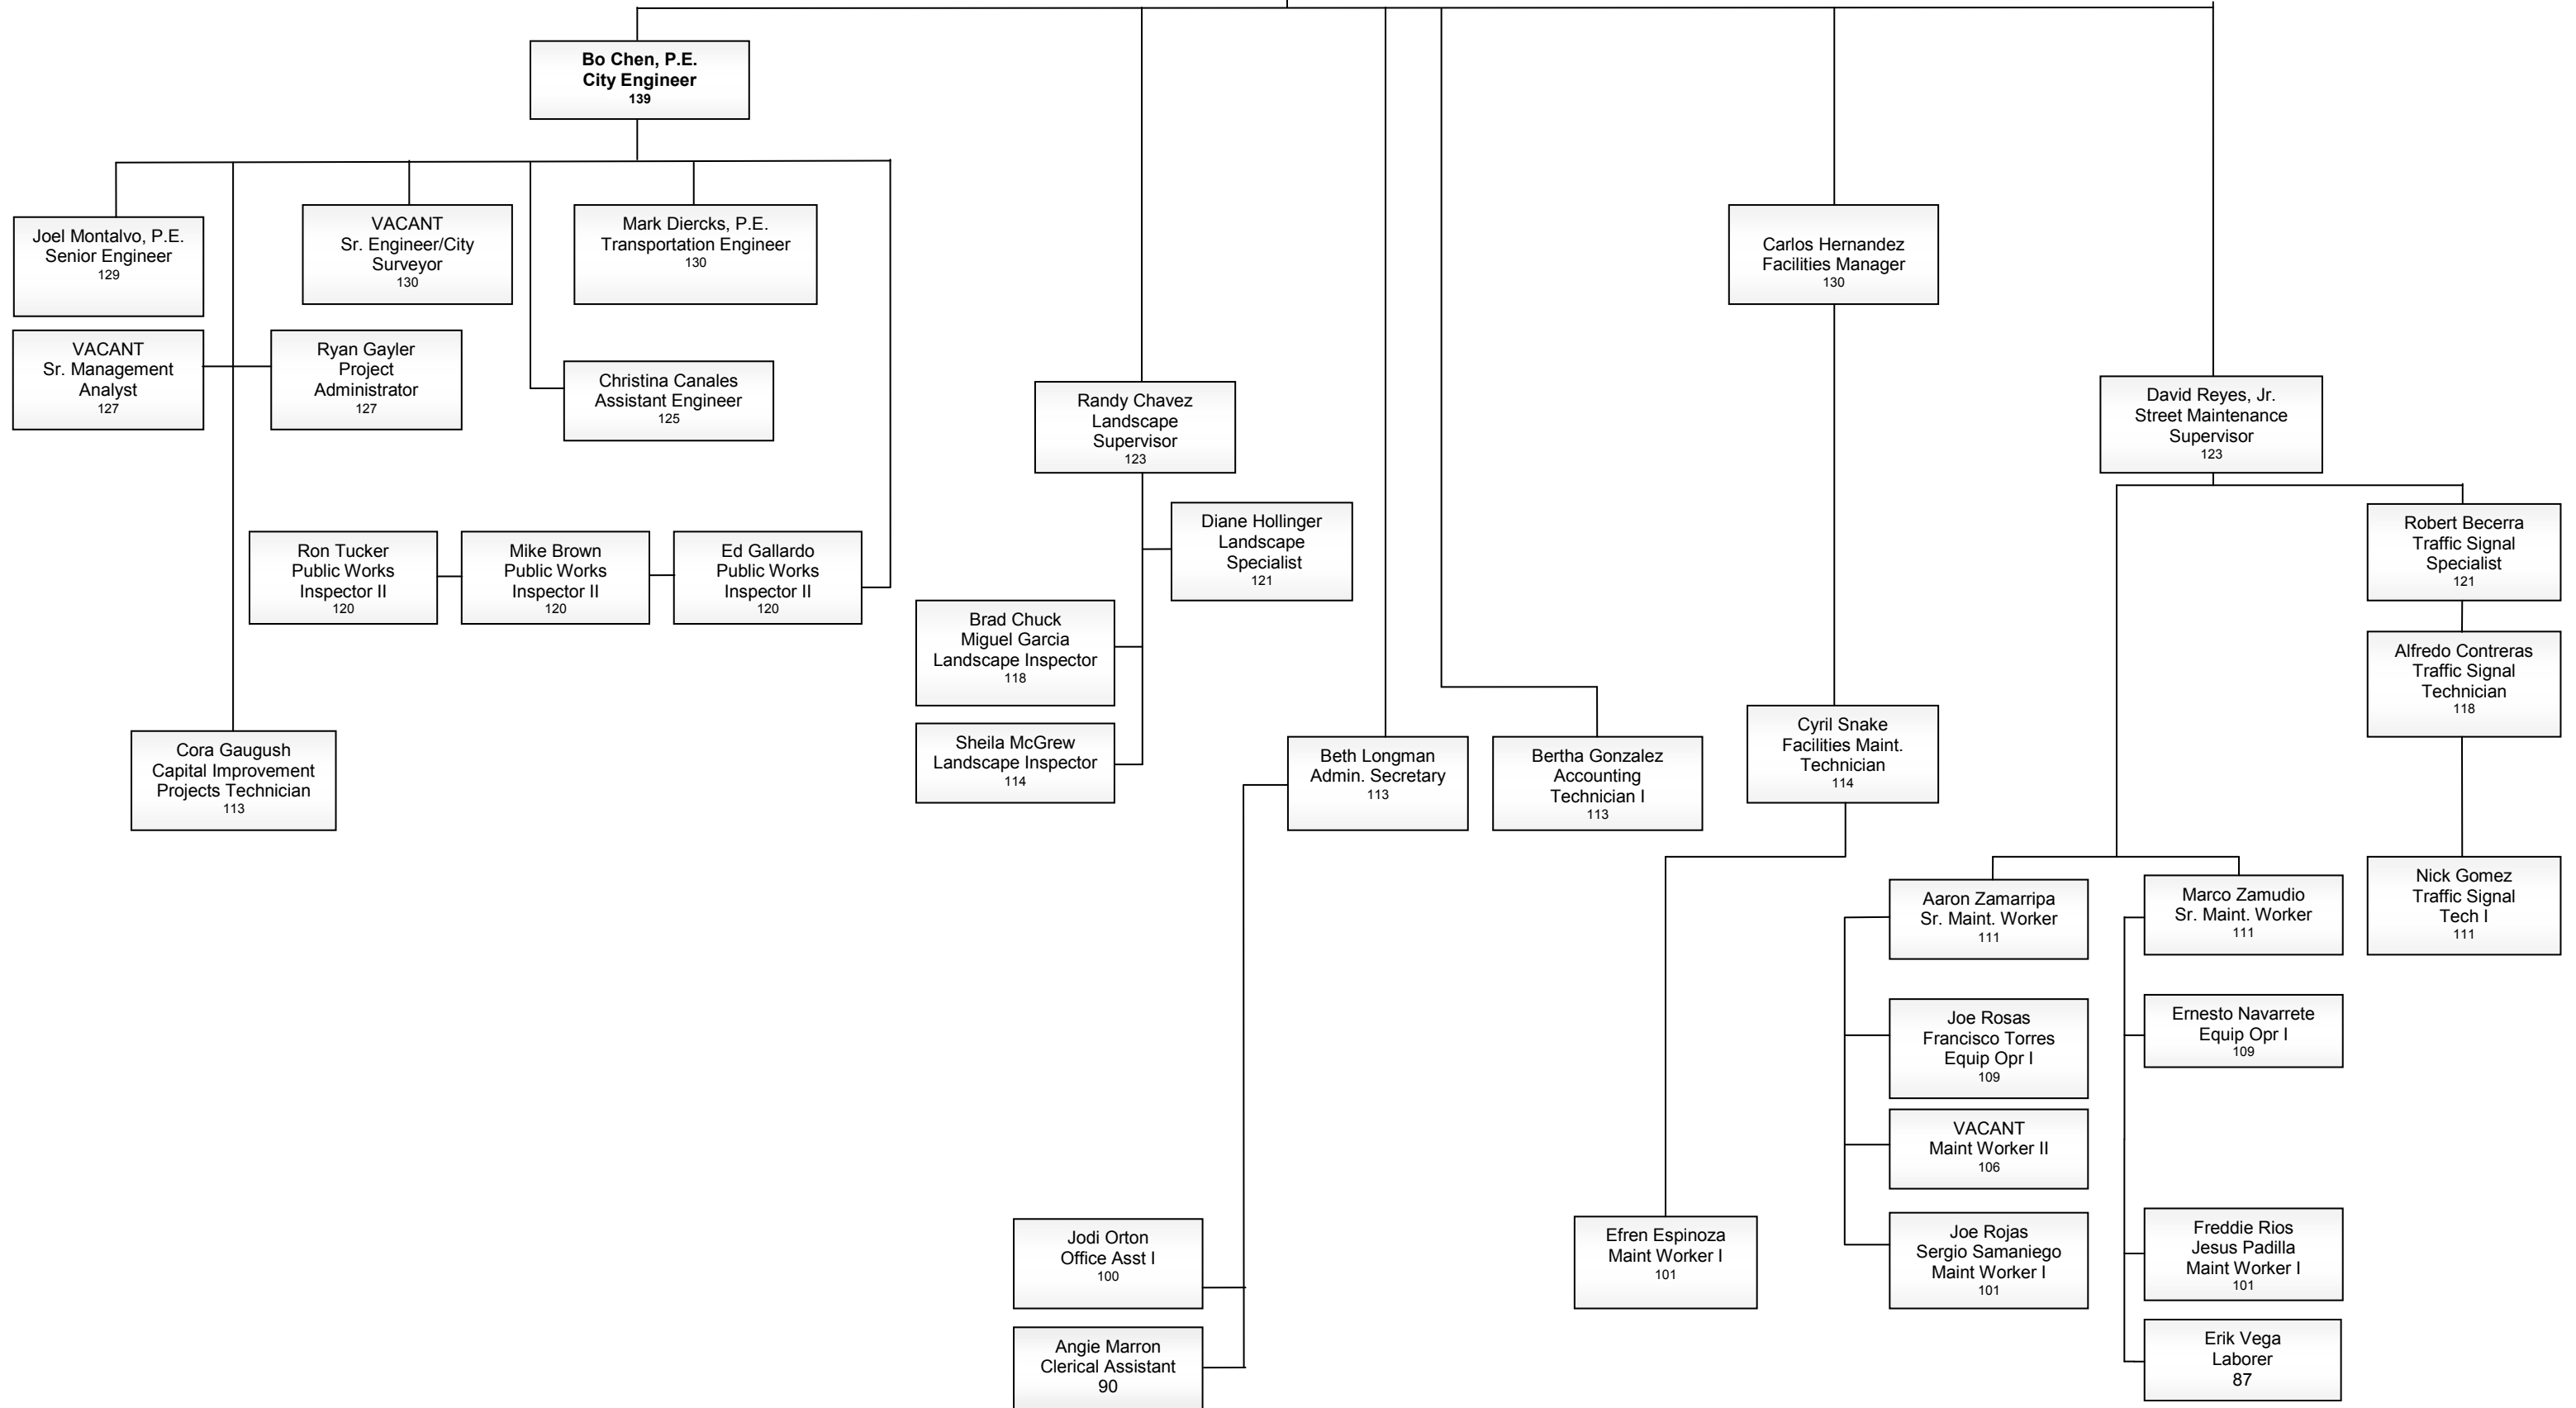 Bo Chen, P.E.
City Engineer
139
Joel Montalvo, P.E.
Senior Engineer
129
VACANT
Sr. Engineer/City
Surveyor
130
Mark Diercks, P.E.
Transportation Engineer
130
Carlos Hernandez
Facilities Manager
130
VACANT
Sr. Management
Analyst
127
Ryan Gayler
Project
Administrator
127
Christina Canales
Assistant Engineer
125
Randy Chavez
Landscape
Supervisor
123
David Reyes, Jr.
Street Maintenance
Supervisor
123
Diane Hollinger
Landscape
Specialist
121
Robert Becerra
Traffic Signal
Specialist
121
Ron Tucker
Public Works
Inspector II
120
Mike Brown
Public Works
Inspector II
120
Ed Gallardo
Public Works
Inspector II
120
Brad Chuck
Miguel Garcia
Landscape Inspector
118
Alfredo Contreras
Traffic Signal
Technician
118
Sheila McGrew
Landscape Inspector
114
Cyril Snake
Facilities Maint.
Technician
114
Cora Gaugush
Capital Improvement
Projects Technician
113
Beth Longman
Admin. Secretary
113
Bertha Gonzalez
Accounting
Technician I
113
Aaron Zamarripa
Sr. Maint. Worker
111
Marco Zamudio
Sr. Maint. Worker
111
Nick Gomez
Traffic Signal
Tech I
111
Joe Rosas
Francisco Torres
Equip Opr I
109
Ernesto Navarrete
Equip Opr I
109
VACANT
Maint Worker II
106
Jodi Orton
Office Asst I
100
Efren Espinoza
Maint Worker I
101
Joe Rojas
Sergio Samaniego
Maint Worker I
101
Freddie Rios
Jesus Padilla
Maint Worker I
101
Angie Marron
Clerical Assistant
90
Erik Vega
Laborer
87